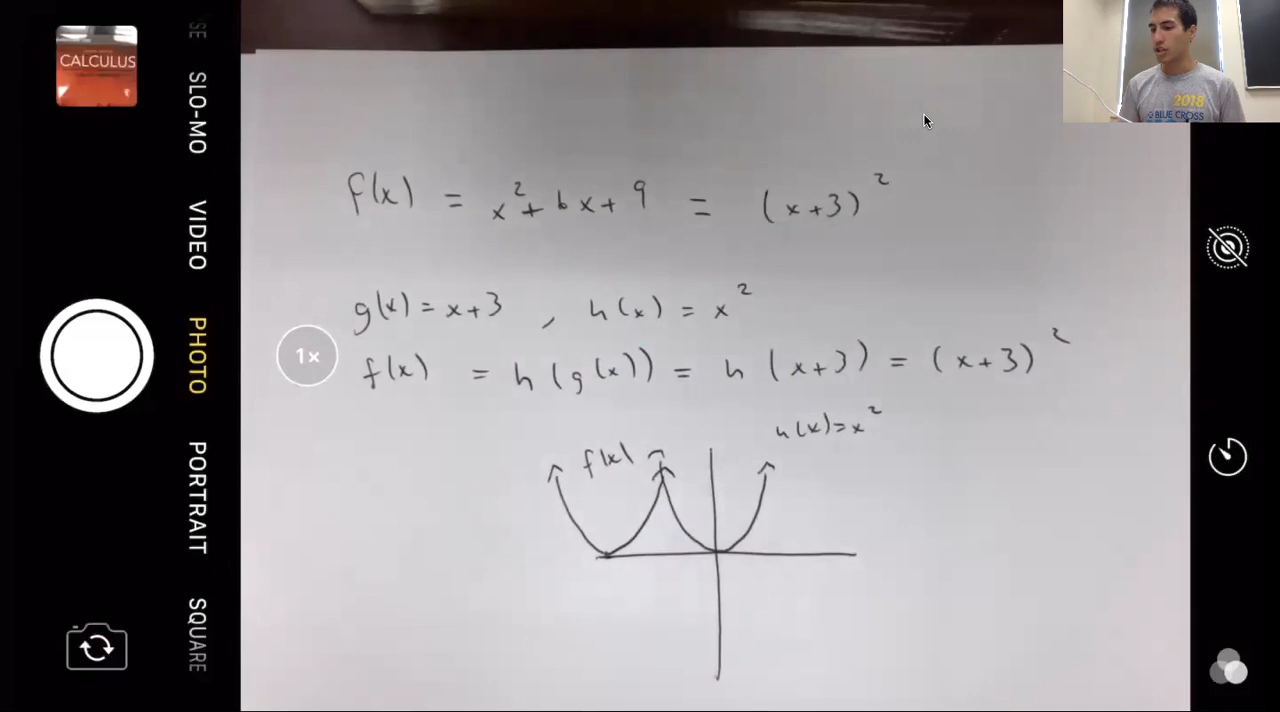 SE
SLO-MO
VIDEO
PHOTO
PORTRAIT
SQUARE
CALCULUS
1x
2018
BLUE CROSS
f(x) = x² + 6x + 9 = (x+3)²
g(x) = x+3 , h(x) = x²
f(x) = h(g(x)) = h(x+3) = (x+3)²
h(x)=x²
f(x)